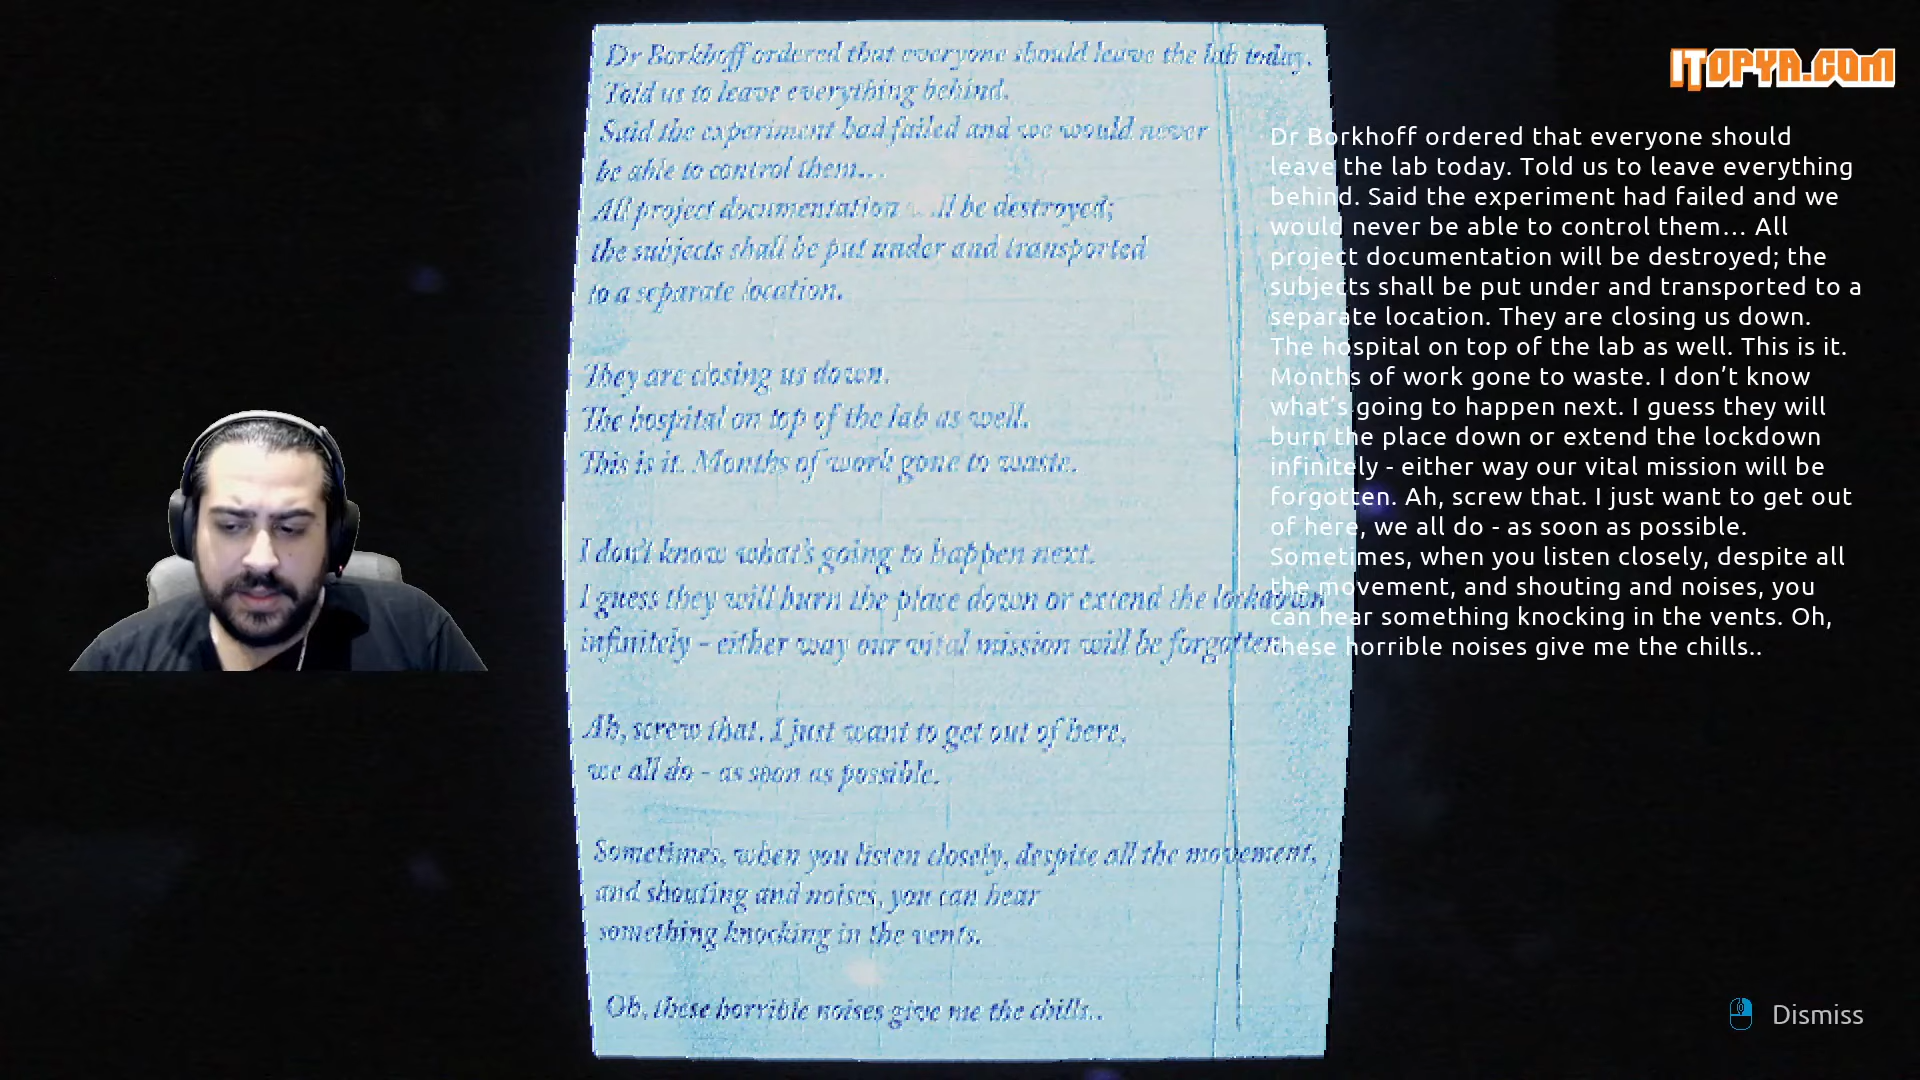 Dr Borkhoff ordered that everyone should leave the lab today.
Told us to leave everything behind.
Said the experiment had failed and we would never
be able to control them...
All project documentation will be destroyed;
the subjects shall be put under and transported
to a separate location.
They are closing us down.
The hospital on top of the lab as well.
This is it. Months of work gone to waste.
I don't know what's going to happen next.
I guess they will burn the place down or extend the lockdown
infinitely - either way our vital mission will be forgotten.
Ah, screw that. I just want to get out of here,
we all do - as soon as possible.
Sometimes, when you listen closely, despite all the movement,
and shouting and noises, you can hear
something knocking in the vents.
Oh, these horrible noises give me the chills..
ITOPYA.COM
Dr Borkhoff ordered that everyone should
leave the lab today. Told us to leave everything
behind. Said the experiment had failed and we
would never be able to control them… All
project documentation will be destroyed; the
subjects shall be put under and transported to a
separate location. They are closing us down.
The hospital on top of the lab as well. This is it.
Months of work gone to waste. I don’t know
what’s going to happen next. I guess they will
burn the place down or extend the lockdown
infinitely - either way our vital mission will be
forgotten. Ah, screw that. I just want to get out
of here, we all do - as soon as possible.
Sometimes, when you listen closely, despite all
the movement, and shouting and noises, you
can hear something knocking in the vents. Oh,
these horrible noises give me the chills..
Dismiss